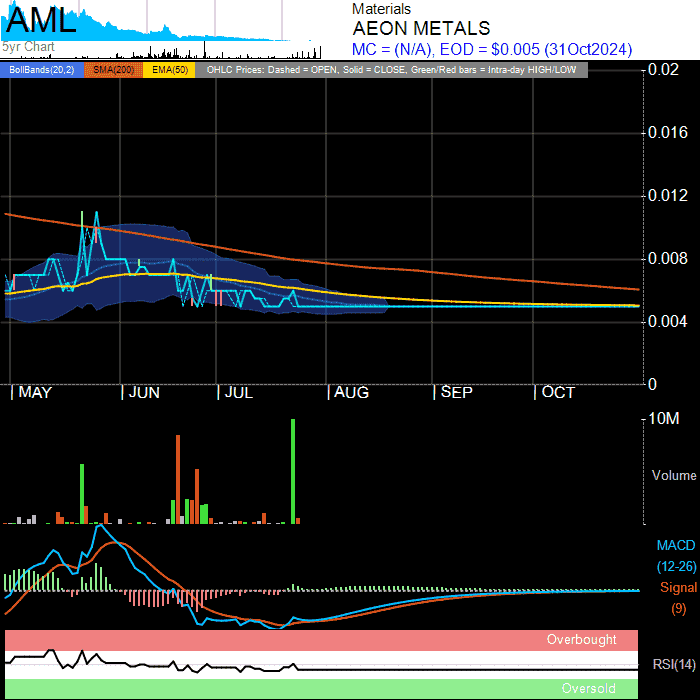 AML
5yr Chart
Materials
AEON METALS
MC = (N/A), EOD = $0.005 (31Oct2024)
BollBands(20,2) SMA(200) EMA(50) OHLC Prices: Dashed = OPEN, Solid = CLOSE, Green/Red bars = Intra-day HIGH/LOW
0.02
0.016
0.012
0.008
0.004
0
MAY JUN JUL AUG SEP OCT
10M
Volume
MACD
(12-26)
Signal
(9)
Overbought
RSI(14)
Oversold